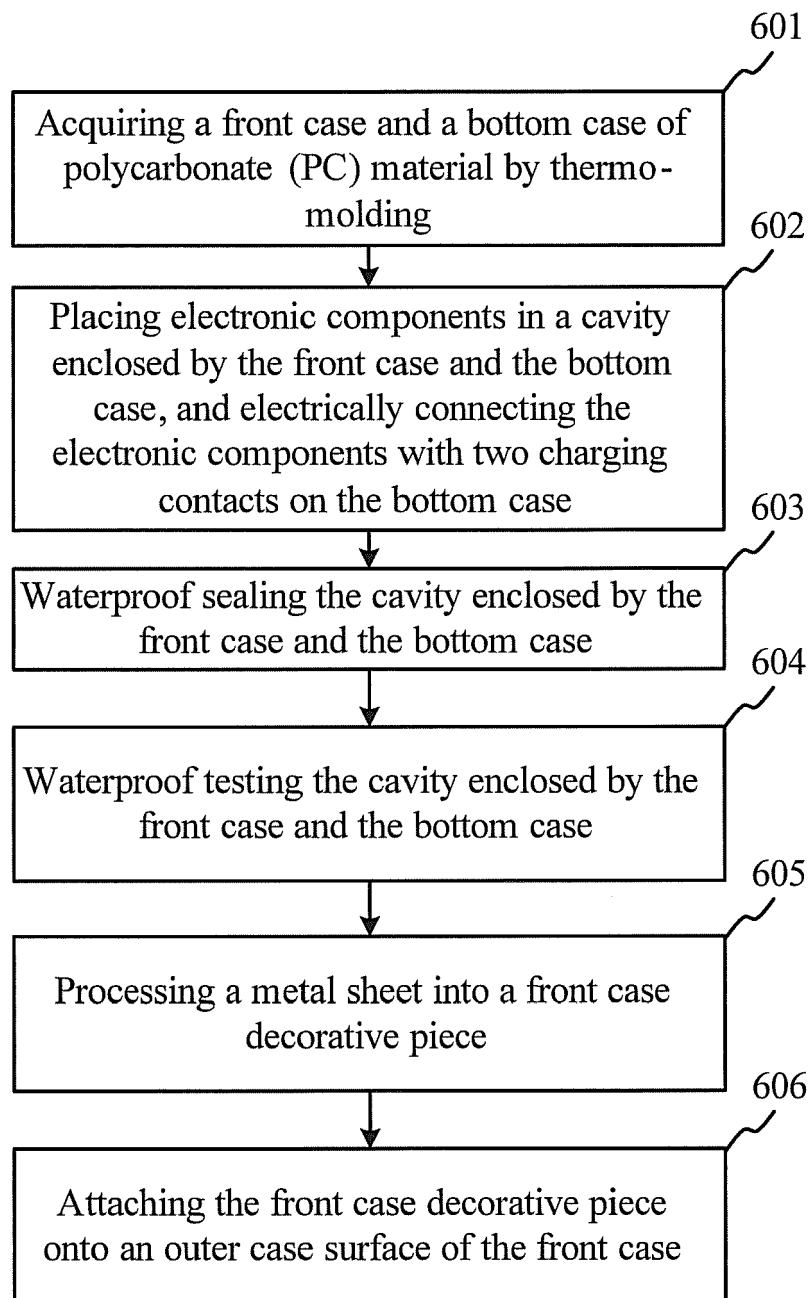 601
Acquiring a front case and a bottom case of
polycarbonate (PC) material by thermo-
molding
602
Placing electronic components in a cavity
enclosed by the front case and the bottom
case, and electrically connecting the
electronic components with two charging
contacts on the bottom case
603
Waterproof sealing the cavity enclosed by the
front case and the bottom case
604
Waterproof testing the cavity enclosed by the
front case and the bottom case
605
Processing a metal sheet into a front case
decorative piece
606
Attaching the front case decorative piece
onto an outer case surface of the front case